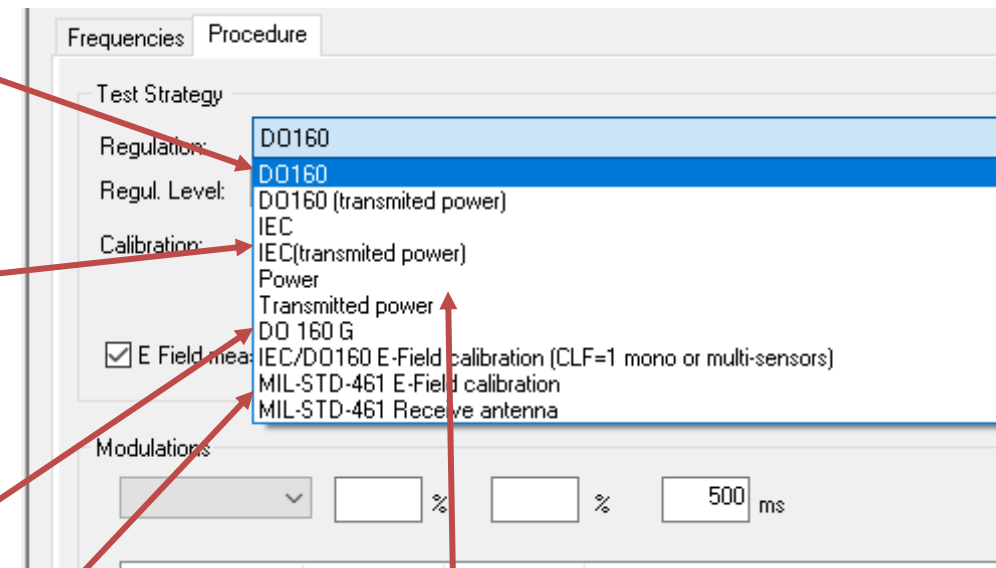 Frequencies Procedure
Test Strategy
Regulation: DO160
DO160
Regul. Level:
DO160 (transmited power)
IEC
Calibration:
IEC(transmited power)
Power
Transmitted power
DO 160 G
E Field mea
IEC/DO160 E-Field calibration (CLF=1 mono or multi-sensors)
MIL-STD-461 E-Field calibration
MIL-STD-461 Receive antenna
Modulations
% % 500 ms